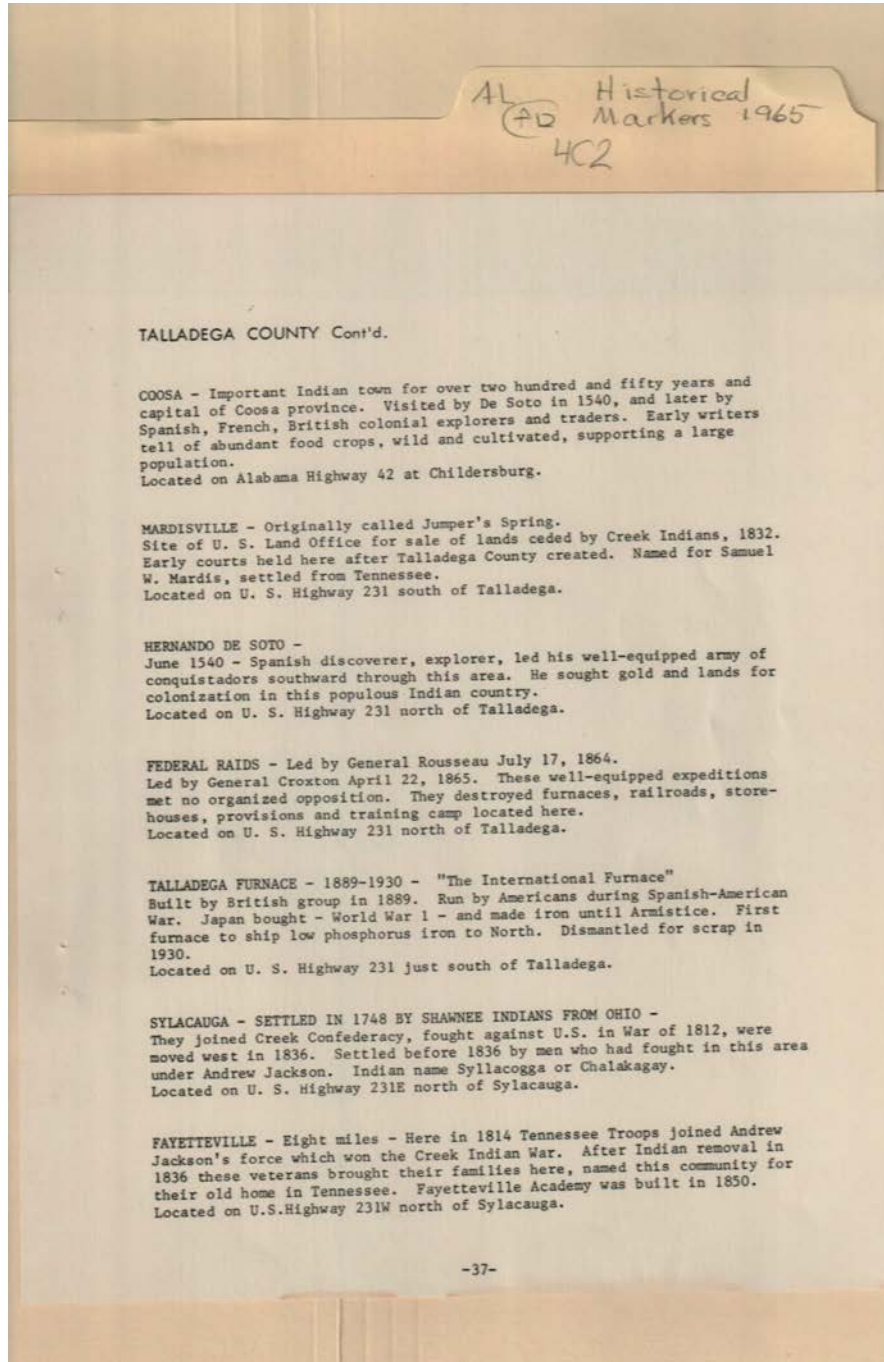 AL Historical
AD Markers 1965
4C2
TALLADEGA COUNTY Cont'd.
COOSA - Important Indian town for over two hundred and fifty years and
capital of Coosa province. Visited by De Soto in 1540, and later by
Spanish, French, British colonial explorers and traders. Early writers
tell of abundant food crops, wild and cultivated, supporting a large
population.
Located on Alabama Highway 42 at Childersburg.
MARDISVILLE - Originally called Jumper's Spring.
Site of U. S. Land Office for sale of lands ceded by Creek Indians, 1832.
Early courts held here after Talladega County created. Named for Samuel
W. Mardis, settled from Tennessee.
Located on U. S. Highway 231 south of Talladega.
HERNANDO DE SOTO -
June 1540 - Spanish discoverer, explorer, led his well-equipped army of
conquistadors southward through this area. He sought gold and lands for
colonization in this populous Indian country.
Located on U. S. Highway 231 north of Talladega.
FEDERAL RAIDS - Led by General Rousseau July 17, 1864.
Led by General Croxton April 22, 1865. These well-equipped expeditions
met no organized opposition. They destroyed furnaces, railroads, store-
houses, provisions and training camp located here.
Located on U. S. Highway 231 north of Talladega.
TALLADEGA FURNACE - 1889-1930 - "The International Furnace"
Built by British group in 1889. Run by Americans during Spanish-American
War. Japan bought - World War 1 - and made iron until Armistice. First
furnace to ship low phosphorus iron to North. Dismantled for scrap in
1930.
Located on U. S. Highway 231 just south of Talladega.
SYLACAUGA - SETTLED IN 1748 BY SHAWNEE INDIANS FROM OHIO -
They joined Creek Confederacy, fought against U.S. in War of 1812, were
moved west in 1836. Settled before 1836 by men who had fought in this area
under Andrew Jackson. Indian name Syllacogga or Chalakagay.
Located on U. S. Highway 231E north of Sylacauga.
FAYETTEVILLE - Eight miles - Here in 1814 Tennessee Troops joined Andrew
Jackson's force which won the Creek Indian War. After Indian removal in
1836 these veterans brought their families here, named this community for
their old home in Tennessee. Fayetteville Academy was built in 1850.
Located on U.S.Highway 231W north of Sylacauga.
-37-